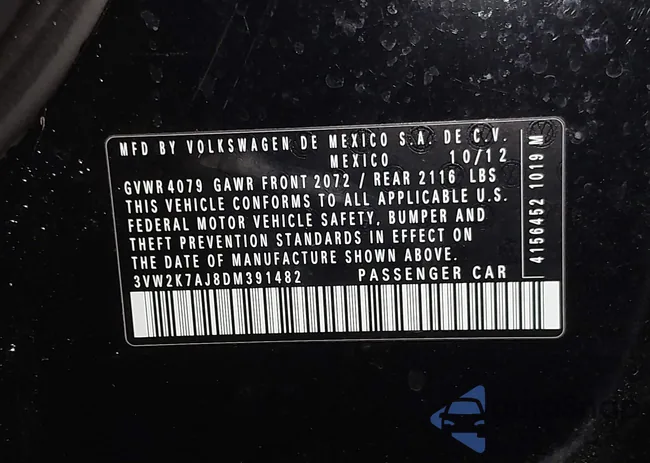 MFD BY VOLKSWAGEN DE MEXICO S.A. DE C.V.
MEXICO 10/12
GVWR 4079 GAWR FRONT 2072 / REAR 2116 LBS
THIS VEHICLE CONFORMS TO ALL APPLICABLE U.S.
FEDERAL MOTOR VEHICLE SAFETY, BUMPER AND
THEFT PREVENTION STANDARDS IN EFFECT ON
THE DATE OF MANUFACTURE SHOWN ABOVE.
3VW2K7AJ8DM391482 PASSENGER CAR
4156452 1019 M